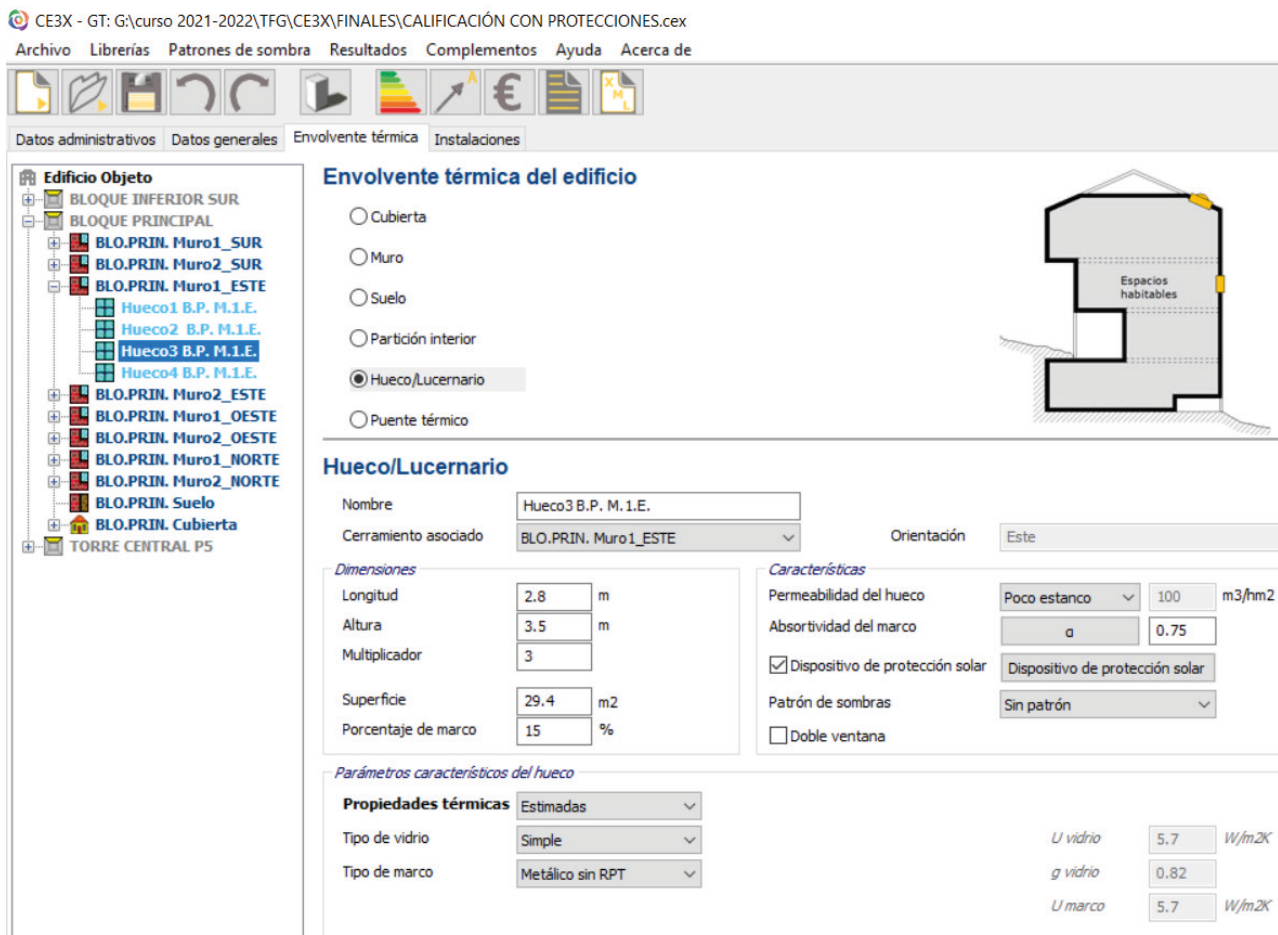 CE3X - GT: G:\curso 2021-2022\TFG\CE3X\FINALES\CALIFICACIÓN CON PROTECCIONES.cex
Archivo Librerías Patrones de sombra Resultados Complementos Ayuda Acerca de
A € X M L
Datos administrativos Datos generales Envolvente térmica Instalaciones
Edificio Objeto
BLOQUE INFERIOR SUR
BLOQUE PRINCIPAL
BLO.PRIN. Muro1_SUR
BLO.PRIN. Muro2_SUR
BLO.PRIN. Muro1_ESTE
Hueco1 B.P. M.1.E.
Hueco2 B.P. M.1.E.
Hueco3 B.P. M.1.E.
Hueco4 B.P. M.1.E.
BLO.PRIN. Muro2_ESTE
BLO.PRIN. Muro1_OESTE
BLO.PRIN. Muro2_OESTE
BLO.PRIN. Muro1_NORTE
BLO.PRIN. Muro2_NORTE
BLO.PRIN. Suelo
BLO.PRIN. Cubierta
TORRE CENTRAL P5
Envolvente térmica del edificio
Cubierta
Muro
Suelo
Partición interior
Hueco/Lucernario
Puente térmico
Espacios
habitables
Hueco/Lucernario
Nombre Hueco3 B.P. M.1.E.
Cerramiento asociado BLO.PRIN. Muro1_ESTE Orientación Este
Dimensiones
Longitud 2.8 m
Altura 3.5 m
Multiplicador 3
Superficie 29.4 m2
Porcentaje de marco 15 %
Características
Permeabilidad del hueco Poco estanco 100 m3/hm2
Absortividad del marco α 0.75
Dispositivo de protección solar Dispositivo de protección solar
Patrón de sombras Sin patrón
Doble ventana
Parámetros característicos del hueco
Propiedades térmicas Estimadas
Tipo de vidrio Simple U vidrio 5.7 W/m2K
Tipo de marco Metálico sin RPT g vidrio 0.82
U marco 5.7 W/m2K